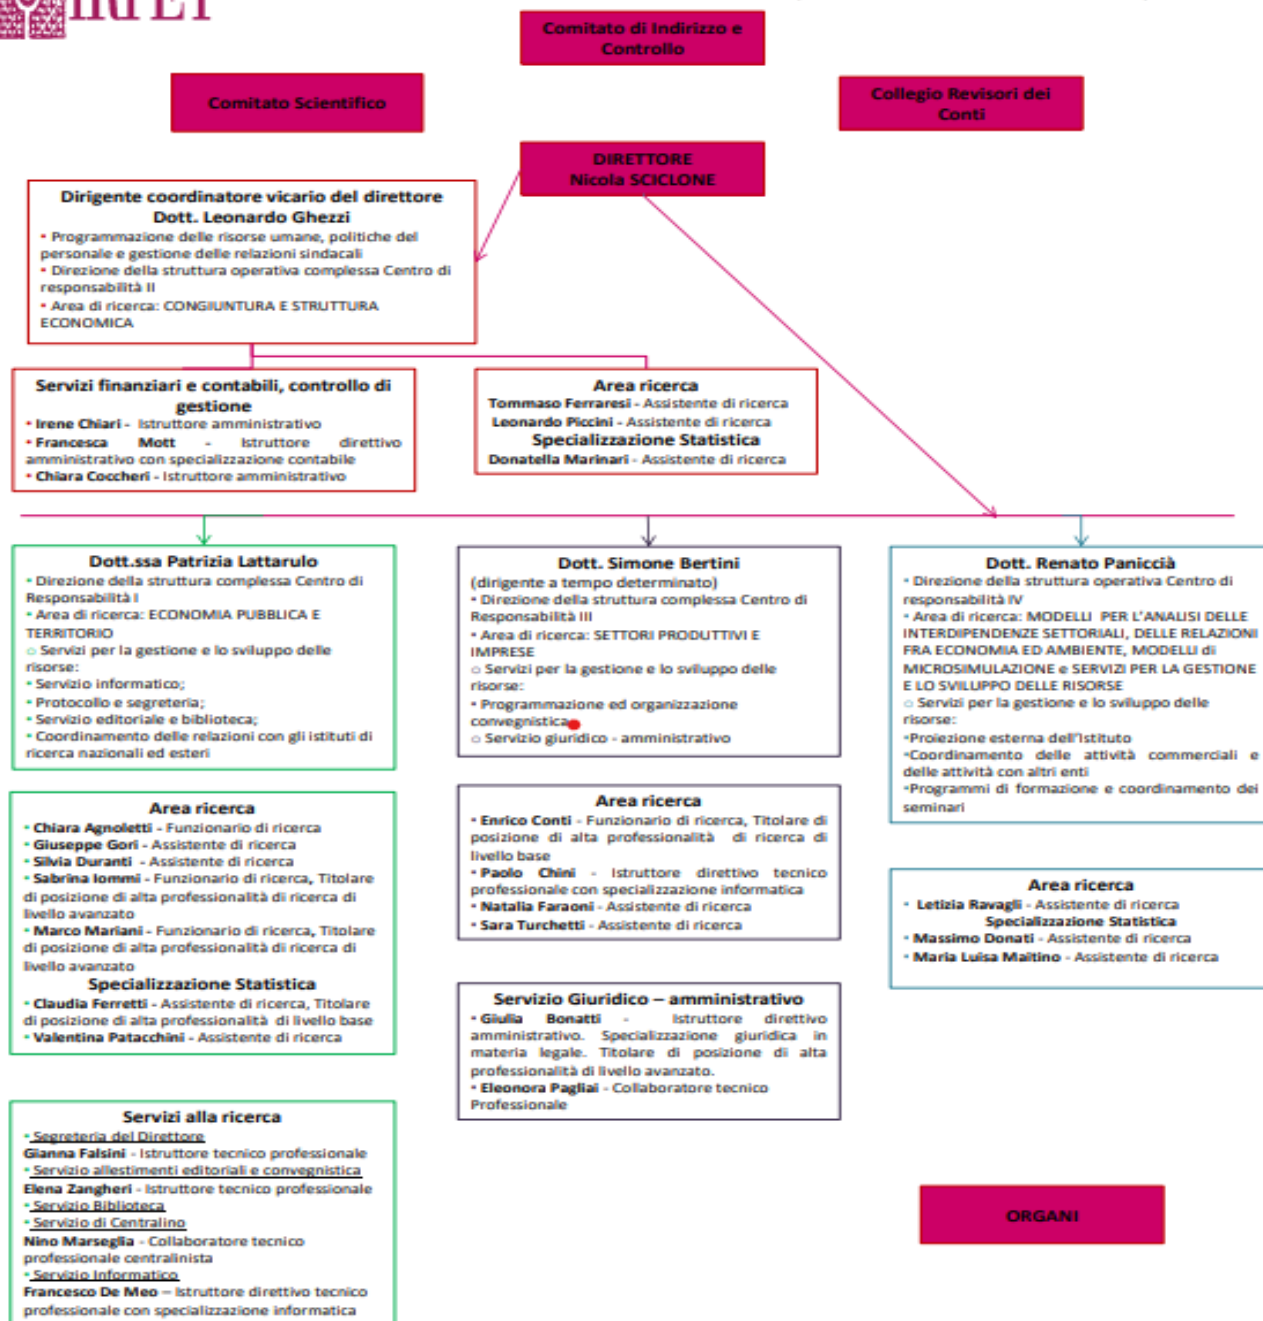 IRPET
Comitato di Indirizzo e
Controllo
Comitato Scientifico
Collegio Revisori dei
Conti
DIRETTORE
Nicola SCICLONE
Dirigente coordinatore vicario del direttore
Dott. Leonardo Ghezzi
• Programmazione delle risorse umane, politiche del
personale e gestione delle relazioni sindacali
• Direzione della struttura operativa complessa Centro di
responsabilità II
• Area di ricerca: CONGIUNTURA E STRUTTURA
ECONOMICA
Servizi finanziari e contabili, controllo di
gestione
• Irene Chiari - Istruttore amministrativo
• Francesca Mott - Istruttore direttivo
amministrativo con specializzazione contabile
• Chiara Coccheri - Istruttore amministrativo
Area ricerca
Tommaso Ferraresi - Assistente di ricerca
Leonardo Piccini - Assistente di ricerca
Specializzazione Statistica
Donatella Marinari - Assistente di ricerca
Dott.ssa Patrizia Lattarulo
• Direzione della struttura complessa Centro di
Responsabilità I
• Area di ricerca: ECONOMIA PUBBLICA E
TERRITORIO
○ Servizi per la gestione e lo sviluppo delle
risorse:
• Servizio informatico;
• Protocollo e segreteria;
• Servizio editoriale e biblioteca;
• Coordinamento delle relazioni con gli istituti di
ricerca nazionali ed esteri
Area ricerca
• Chiara Agnoletti - Funzionario di ricerca
• Giuseppe Gori - Assistente di ricerca
• Silvia Duranti - Assistente di ricerca
• Sabrina Iommi - Funzionario di ricerca, Titolare
di posizione di alta professionalità di ricerca di
livello avanzato
• Marco Mariani - Funzionario di ricerca, Titolare
di posizione di alta professionalità di ricerca di
livello avanzato
Specializzazione Statistica
• Claudia Ferretti - Assistente di ricerca, Titolare
di posizione di alta professionalità di livello base
• Valentina Patacchini - Assistente di ricerca
Servizi alla ricerca
• Segreteria del Direttore
Gianna Falsini - Istruttore tecnico professionale
• Servizio allestimenti editoriali e convegnistica
Elena Zangheri - Istruttore tecnico professionale
• Servizio Biblioteca
• Servizio di Centralino
Nino Marseglia - Collaboratore tecnico
professionale centralinista
• Servizio Informatico
Francesco De Meo – Istruttore direttivo tecnico
professionale con specializzazione informatica
Dott. Simone Bertini
(dirigente a tempo determinato)
• Direzione della struttura complessa Centro di
Responsabilità III
• Area di ricerca: SETTORI PRODUTTIVI E
IMPRESE
○ Servizi per la gestione e lo sviluppo delle
risorse:
• Programmazione ed organizzazione
convegnistica
○ Servizio giuridico - amministrativo
Area ricerca
• Enrico Conti - Funzionario di ricerca, Titolare di
posizione di alta professionalità di ricerca di
livello base
• Paolo Chini - Istruttore direttivo tecnico
professionale con specializzazione informatica
• Natalia Faraoni - Assistente di ricerca
• Sara Turchetti - Assistente di ricerca
Servizio Giuridico – amministrativo
• Giulia Bonatti - Istruttore direttivo
amministrativo. Specializzazione giuridica in
materia legale. Titolare di posizione di alta
professionalità di livello avanzato.
• Eleonora Pagliai - Collaboratore tecnico
Professionale
Dott. Renato Paniccià
• Direzione della struttura operativa Centro di
responsabilità IV
• Area di ricerca: MODELLI PER L'ANALISI DELLE
INTERDIPENDENZE SETTORIALI, DELLE RELAZIONI
FRA ECONOMIA ED AMBIENTE, MODELLI di
MICROSIMULAZIONE e SERVIZI PER LA GESTIONE
E LO SVILUPPO DELLE RISORSE
○ Servizi per la gestione e lo sviluppo delle
risorse:
•Proiezione esterna dell'Istituto
•Coordinamento delle attività commerciali e
delle attività con altri enti
•Programmi di formazione e coordinamento dei
seminari
Area ricerca
• Letizia Ravagli - Assistente di ricerca
Specializzazione Statistica
• Massimo Donati - Assistente di ricerca
• Maria Luisa Maitino - Assistente di ricerca
ORGANI